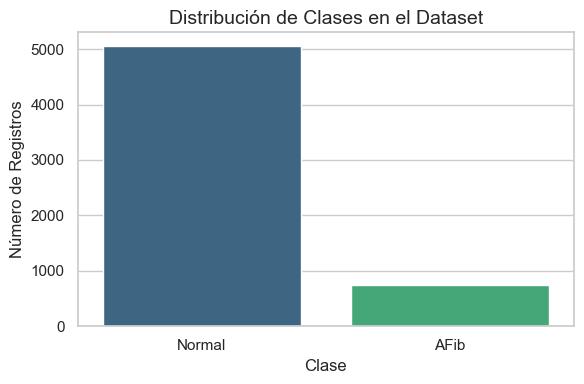 Distribución de Clases en el Dataset
Número de Registros
5000
4000
3000
2000
1000
0
Normal
AFib
Clase